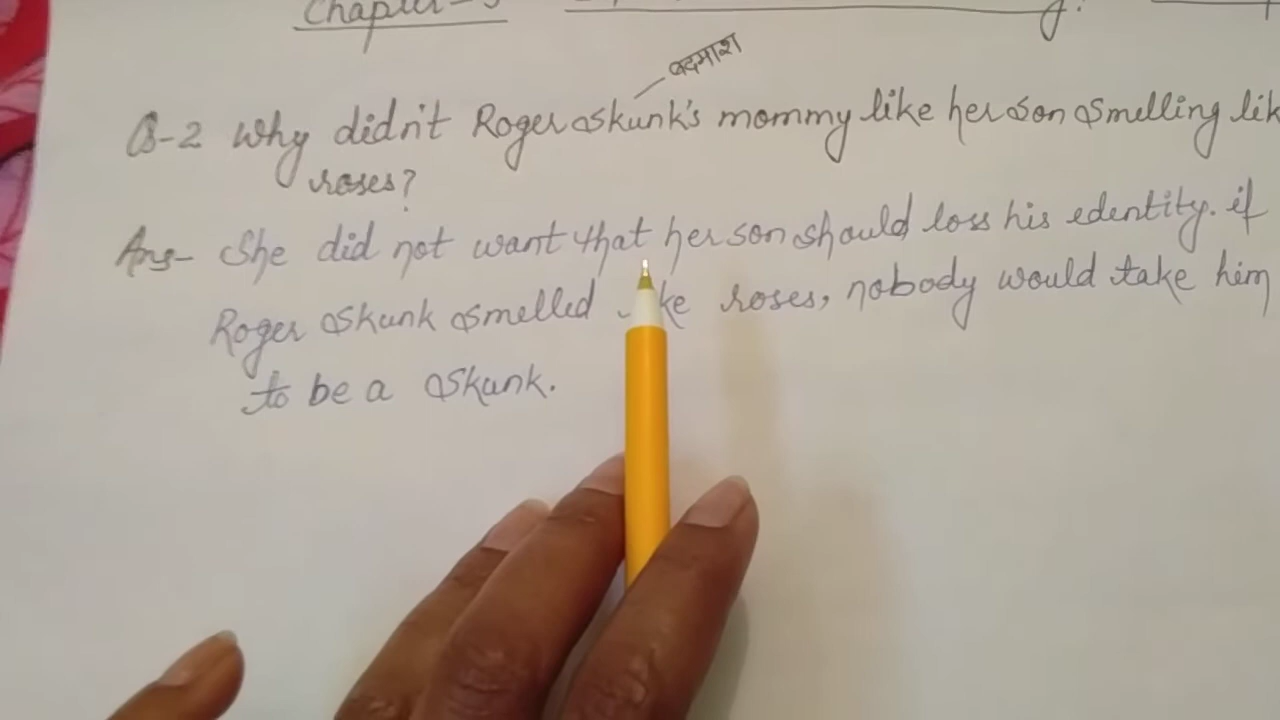 Chapter-5
बदमाश
Q-2 Why didn't Roger Skunk's mommy like her son Smelling lik
roses?
Ans- She did not want that her son should loss his edentity. if
Roger Skunk Smelled roses, nobody would take him
to be a Skunk.